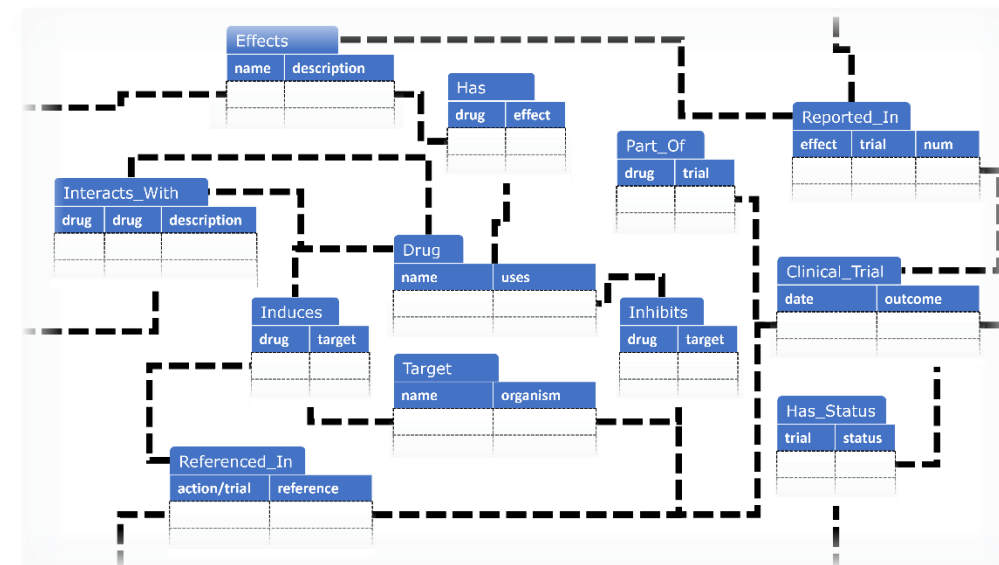 Effects
name description
Has
drug effect
Reported_In
effect trial num
Part_Of
drug trial
Interacts_With
drug drug description
Drug
name uses
Clinical_Trial
date outcome
Induces
drug target
Inhibits
drug target
Target
name organism
Has_Status
trial status
Referenced_In
action/trial reference